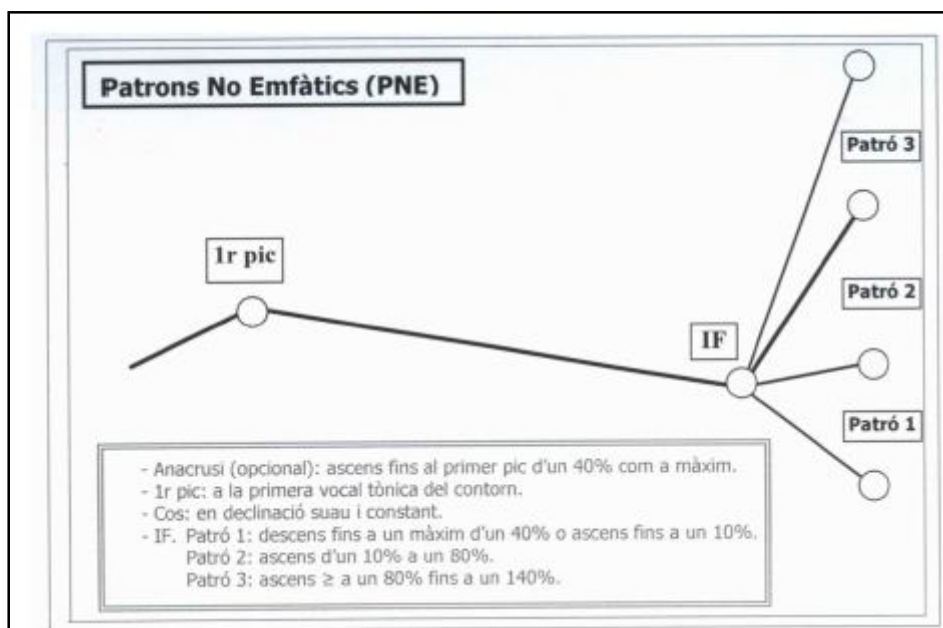 Patrons No Emfàtics (PNE)
Patró 3
1r pic
Patró 2
IF
Patró 1
- Anacrusi (opcional): ascens fins al primer pic d'un 40% com a màxim.
- 1r pic: a la primera vocal tònica del contorn.
- Cos: en declinació suau i constant.
- IF. Patró 1: descens fins a un màxim d'un 40% o ascens fins a un 10%.
Patró 2: ascens d'un 10% a un 80%.
Patró 3: ascens ≥ a un 80% fins a un 140%.